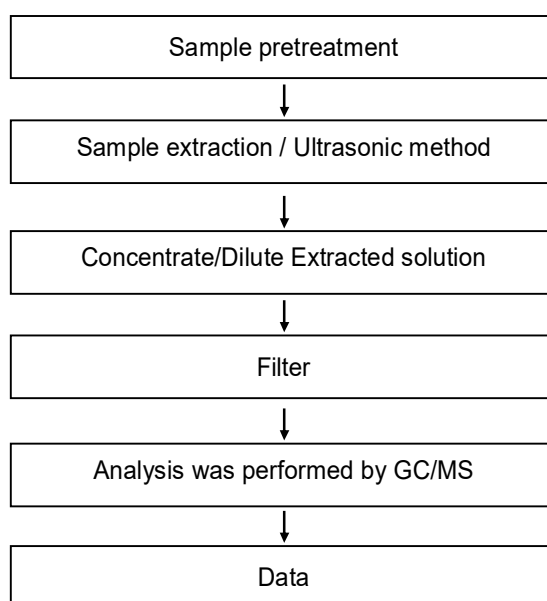 Sample pretreatment
Sample extraction / Ultrasonic method
Concentrate/Dilute Extracted solution
Filter
Analysis was performed by GC/MS
Data